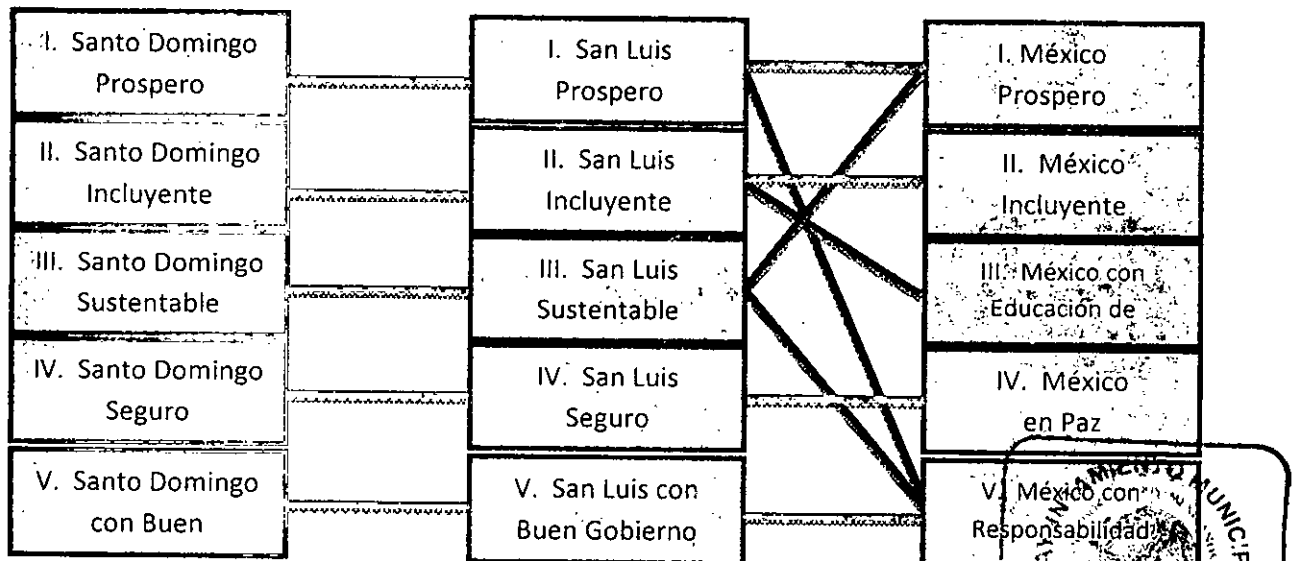 I. Santo Domingo
Prospero
II. Santo Domingo
Incluyente
III. Santo Domingo
Sustentable
IV. Santo Domingo
Seguro
V. Santo Domingo
con Buen
I. San Luis
Prospero
II. San Luis
Incluyente
III. San Luis
Sustentable
IV. San Luis
Seguro
V. San Luis con
Buen Gobierno
I. México
Prospero
II. México
Incluyente
III. México con
Educación de
IV. México
en Paz
V. México con
Responsabilidad